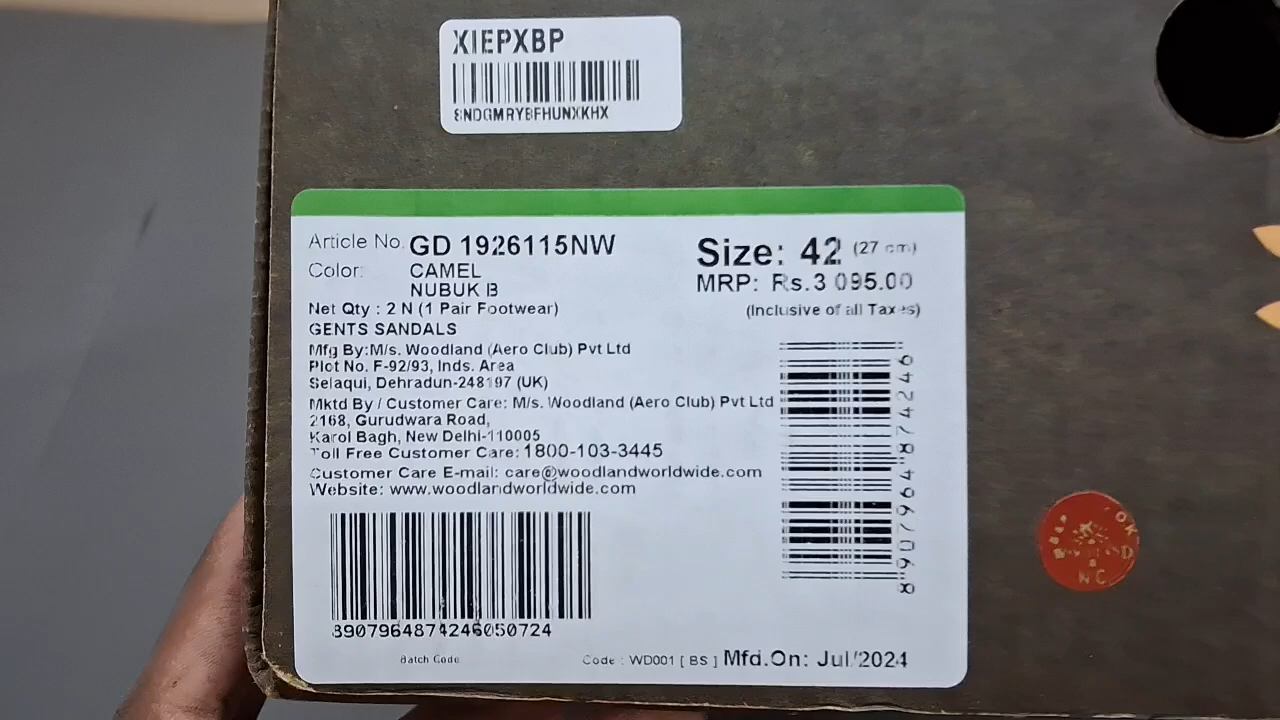 XIEPXBP
SNDGMRYBFHUNXKHX
Article No. GD 1926115NW
Color: CAMEL
NUBUK B
Net Qty : 2 N (1 Pair Footwear)
GENTS SANDALS
Mfg By:M/s. Woodland (Aero Club) Pvt Ltd
Plot No. F-92/93, Inds. Area
Selaqui, Dehradun-248197 (UK)
Mktd By / Customer Care: M/s. Woodland (Aero Club) Pvt Ltd
2168, Gurudwara Road,
Karol Bagh, New Delhi-110005
Toll Free Customer Care: 1800-103-3445
Customer Care E-mail: care@woodlandworldwide.com
Website: www.woodlandworldwide.com
8907964874246050724
Batch Code
Size: 42 (27 cm)
MRP: Rs.3 095.00
(Inclusive of all Taxes)
8907964874246
Code : WD001 [ BS ] Mfd.On: Jul/2024
OK